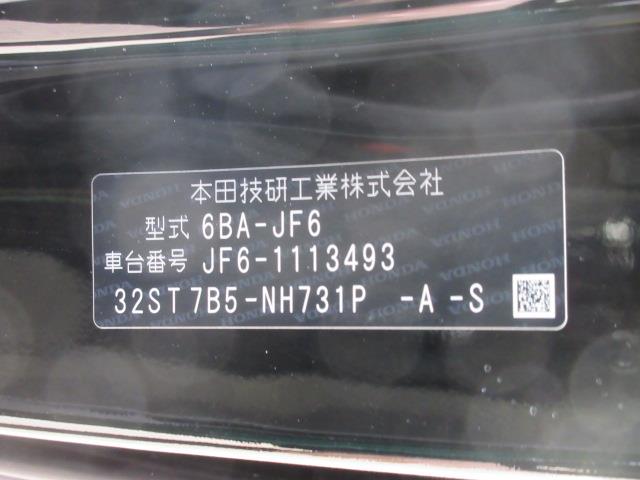 本田技研工業株式会社
型式 6BA-JF6
車台番号 JF6-1113493
32ST7B5-NH731P -A -S